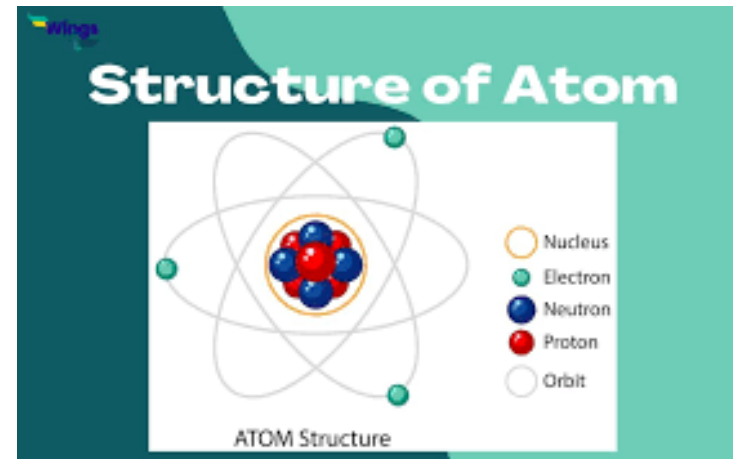 Wings
Structure of Atom
Nucleus
Electron
Neutron
Proton
Orbit
ATOM Structure